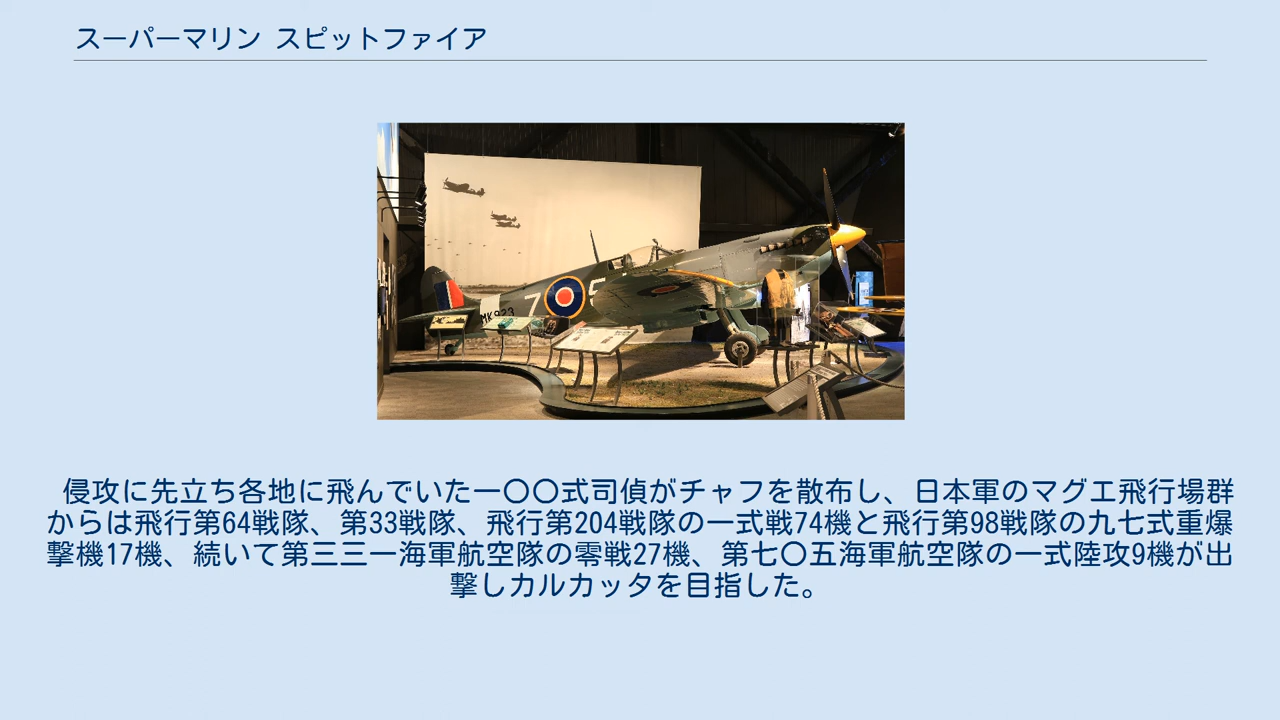 スーパーマリン スピットファイア
MK923
侵攻に先立ち各地に飛んでいた一〇〇式司偵がチャフを散布し、日本軍のマグエ飛行場群
からは飛行第64戦隊、第33戦隊、飛行第204戦隊の一式戦74機と飛行第98戦隊の九七式重爆
撃機17機、続いて第三三一海軍航空隊の零戦27機、第七〇五海軍航空隊の一式陸攻9機が出
撃しカルカッタを目指した。